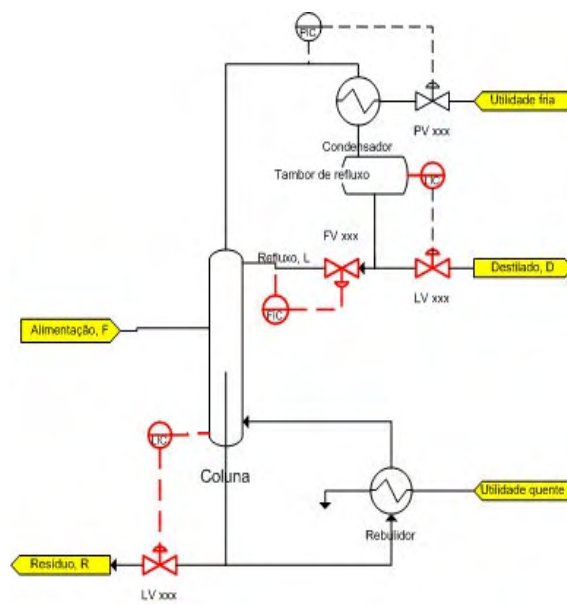 PIC
Utilidade fria
PV xxx
Condensador
Tambor de refluxo
LIC
FV xxx
Refluxo, L
Destilado, D
LV xxx
FIC
Alimentação, F
LIC
Coluna
Utilidade quente
Rebulidor
Resíduo, R
LV xxx